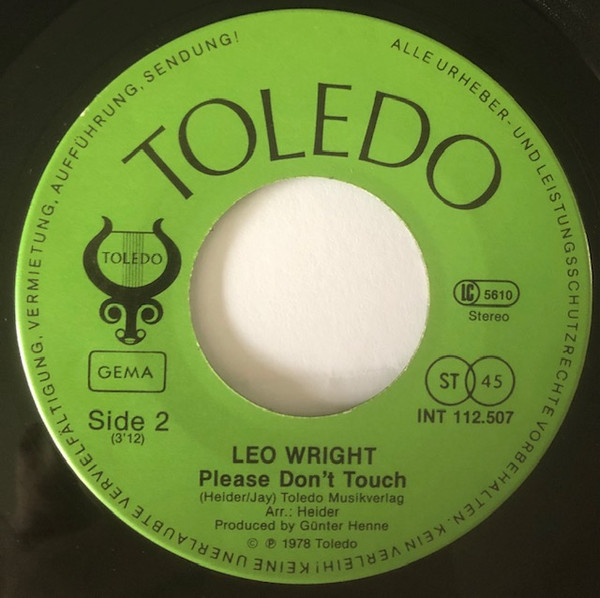 ALLE URHEBER- UND LEISTUNGSSCHUTZRECHTE VORBEHALTEN. KEIN VERLEIH! KEINE UNERLAUBTE VERVIELFÄLTIGUNG, VERMIETUNG, AUFFÜHRUNG, SENDUNG!
TOLEDO
TOLEDO
LC 5610
Stereo
GEMA
ST 45
INT 112.507
Side 2
(3'12)
LEO WRIGHT
Please Don't Touch
(Heider/Jay) Toledo Musikverlag
Arr.: Heider
Produced by Günter Henne
© ℗ 1978 Toledo